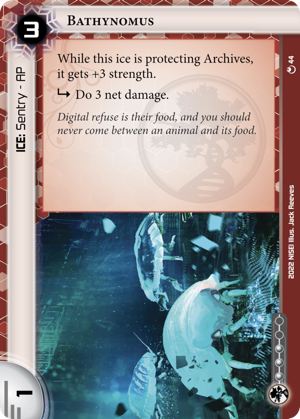 3
BATHYNOMUS
ICE: Sentry - AP
While this ice is protecting Archives,
it gets +3 strength.
↳ Do 3 net damage.
Digital refuse is their food, and you should
never come between an animal and its food.
44
2022 NISEI Illus. Jack Reeves
1